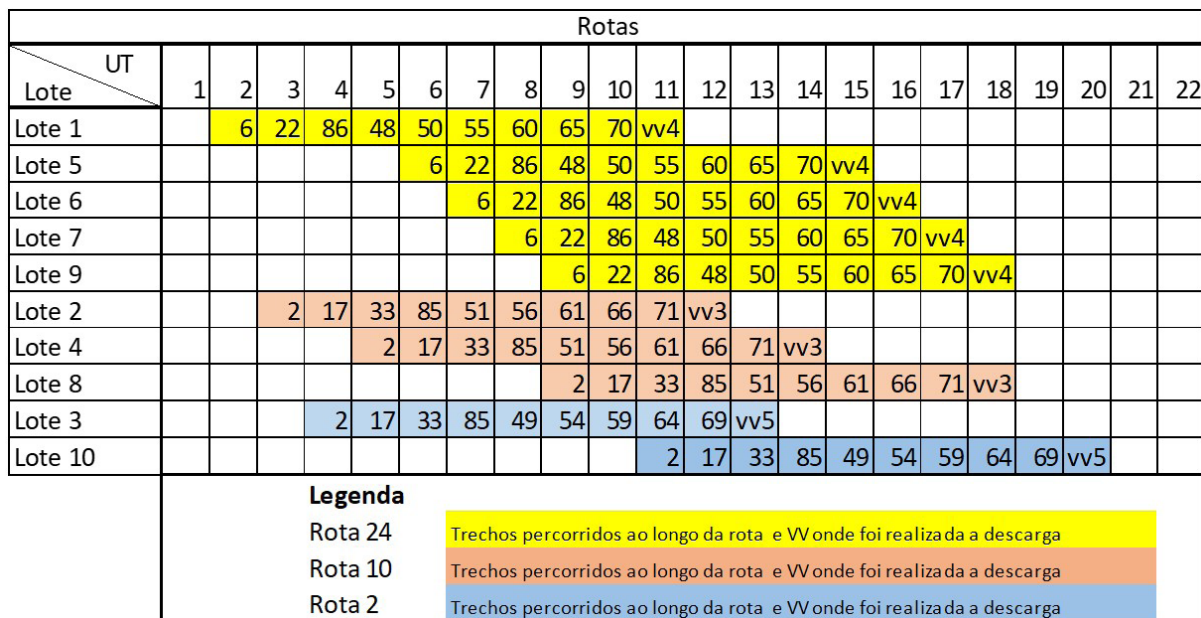 Rotas
UT
Lote 1 2 3 4 5 6 7 8 9 10 11 12 13 14 15 16 17 18 19 20 21 22
Lote 1 6 22 86 48 50 55 60 65 70 vv4
Lote 5 6 22 86 48 50 55 60 65 70 vv4
Lote 6 6 22 86 48 50 55 60 65 70 vv4
Lote 7 6 22 86 48 50 55 60 65 70 vv4
Lote 9 6 22 86 48 50 55 60 65 70 vv4
Lote 2 2 17 33 85 51 56 61 66 71 vv3
Lote 4 2 17 33 85 51 56 61 66 71 vv3
Lote 8 2 17 33 85 51 56 61 66 71 vv3
Lote 3 2 17 33 85 49 54 59 64 69 vv5
Lote 10 2 17 33 85 49 54 59 64 69 vv5
Legenda
Rota 24 Trechos percorridos ao longo da rota e VV onde foi realizada a descarga
Rota 10 Trechos percorridos ao longo da rota e VV onde foi realizada a descarga
Rota 2 Trechos percorridos ao longo da rota e VV onde foi realizada a descarga